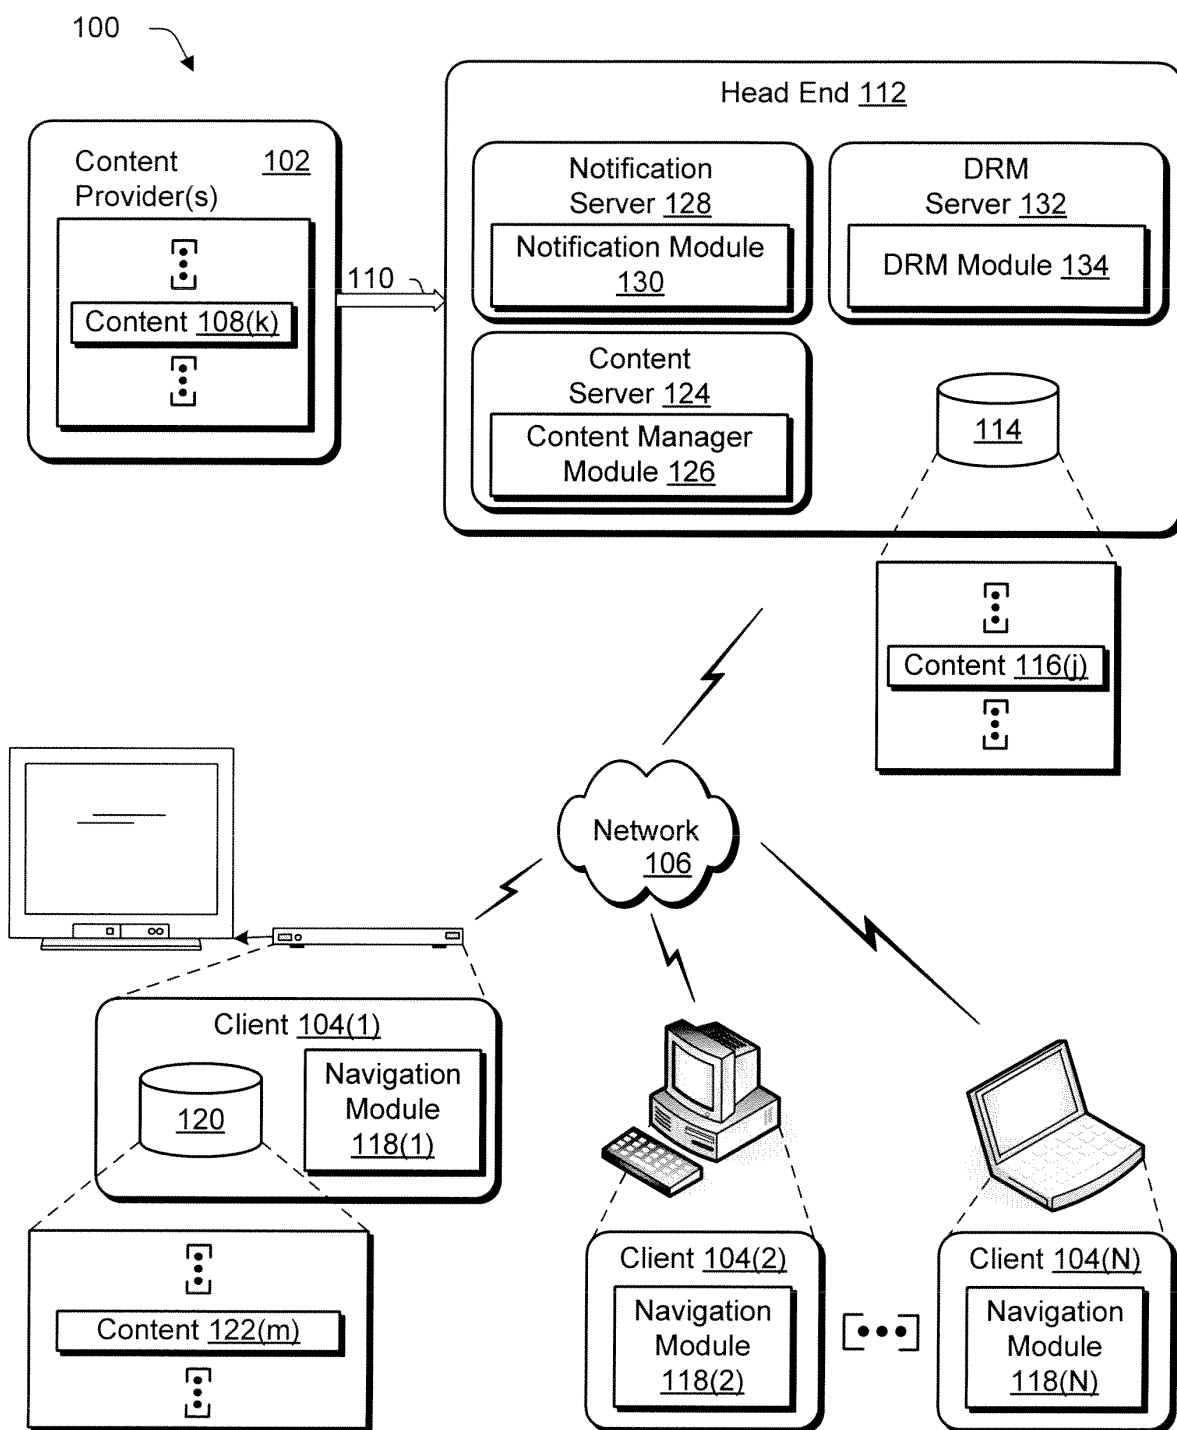 100
Head End 112
Content
Provider(s)
102
Content 108(k)
110
Notification
Server 128
Notification Module
130
DRM
Server 132
DRM Module 134
Content
Server 124
Content Manager
Module 126
114
Content 116(j)
Network
106
Client 104(1)
120
Navigation
Module
118(1)
Content 122(m)
Client 104(2)
Navigation
Module
118(2)
Client 104(N)
Navigation
Module
118(N)